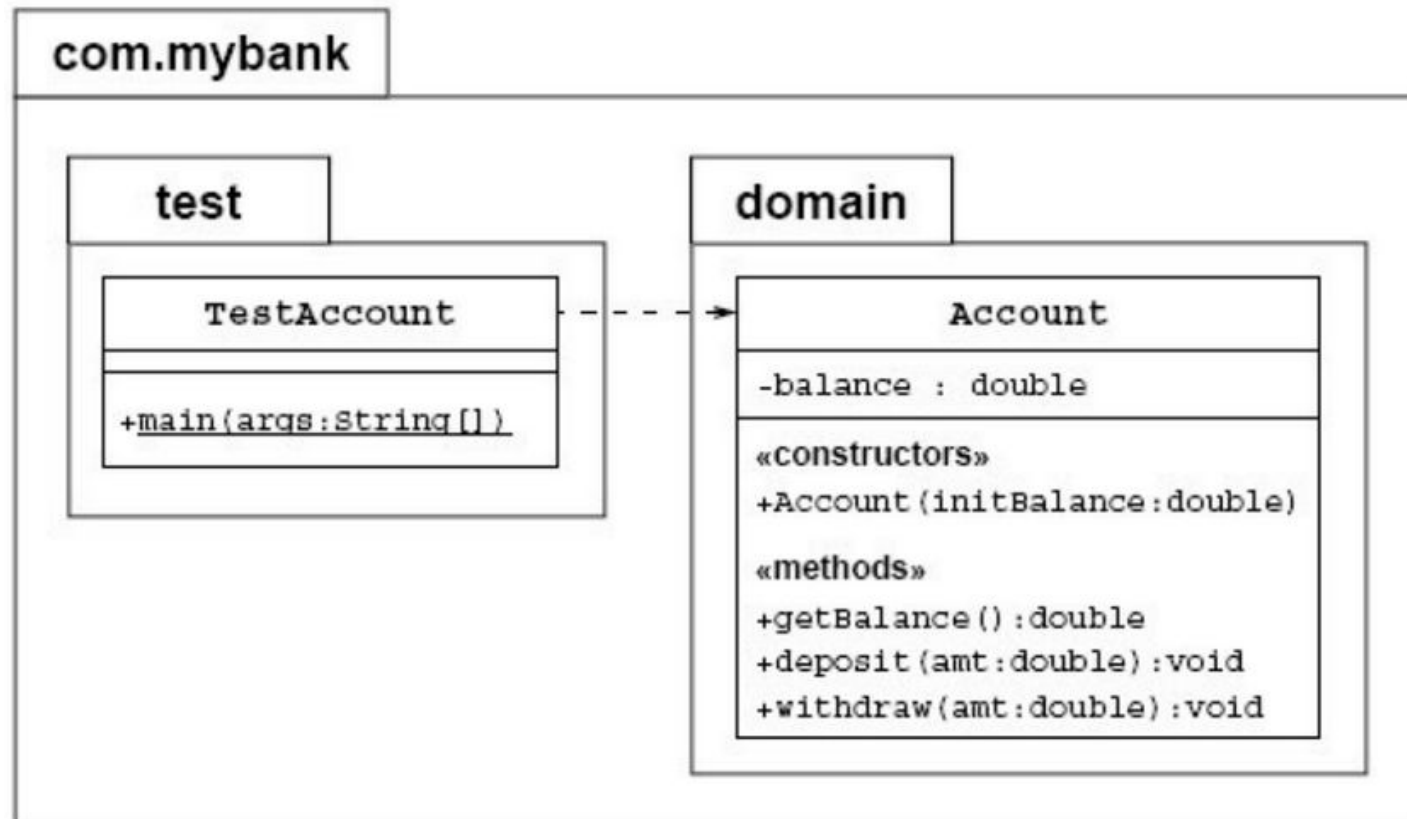 com.mybank
test
TestAccount
+main(args:String[])
domain
Account
-balance : double
«constructors»
+Account(initBalance:double)
«methods»
+getBalance():double
+deposit(amt:double):void
+withdraw(amt:double):void